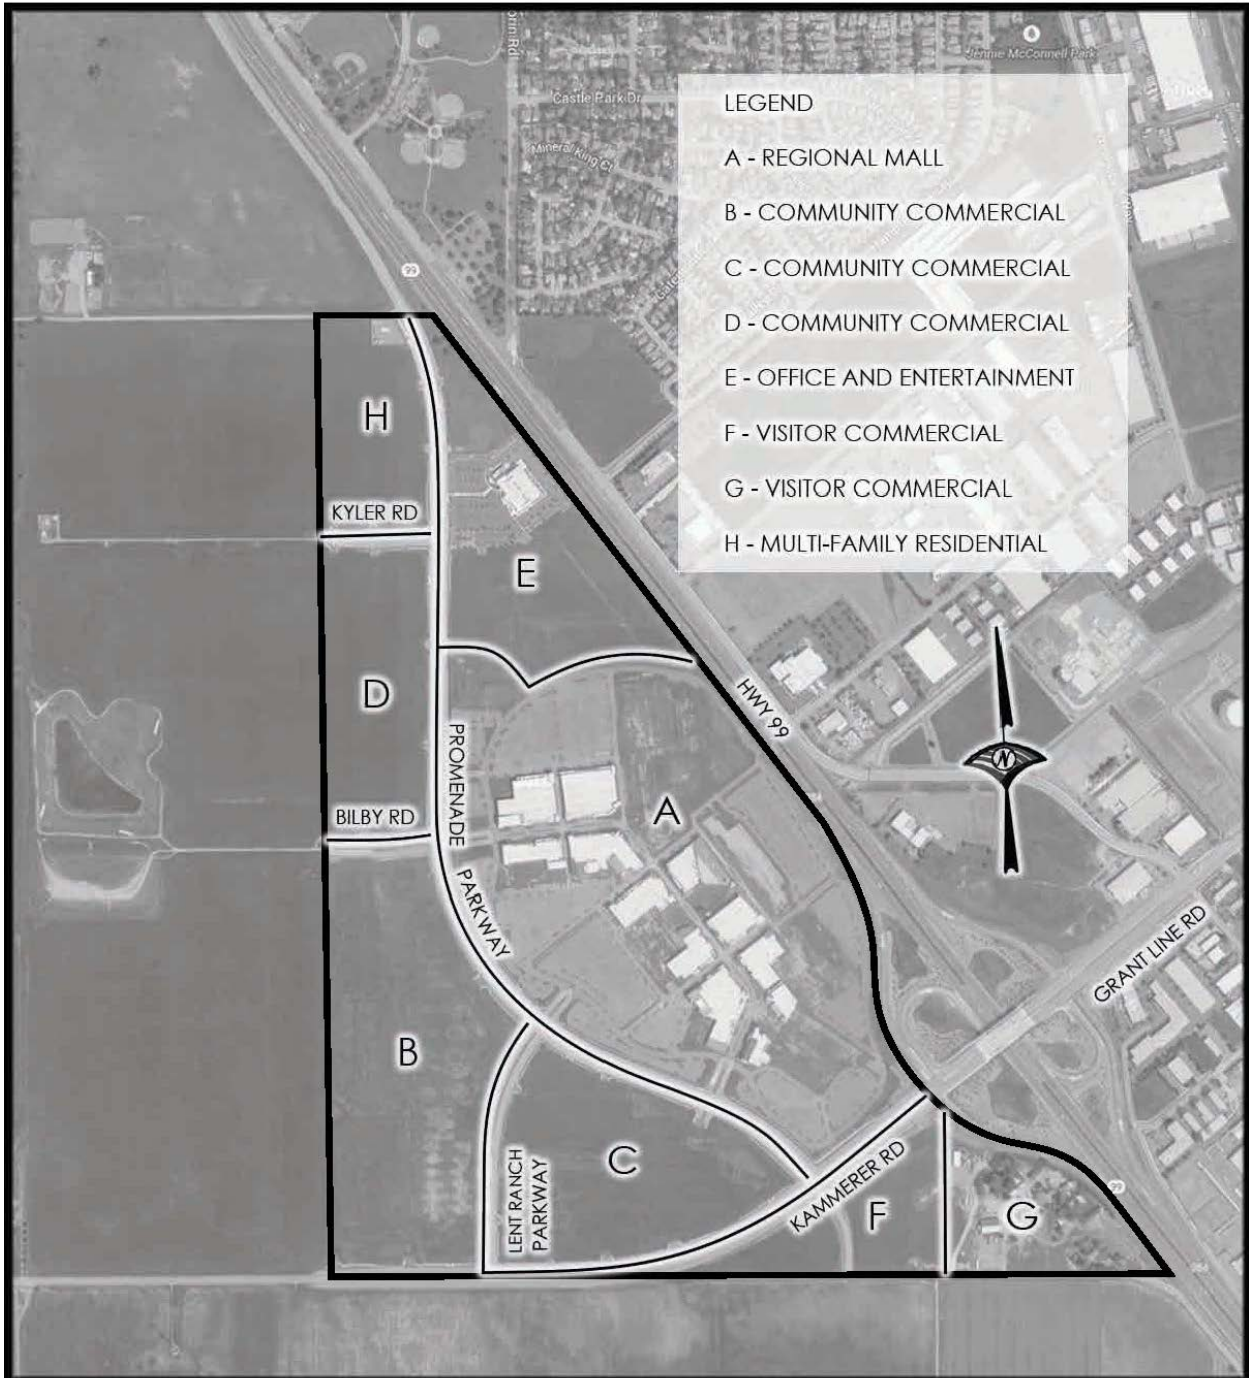 Jennie McConnell Park
Castle Park Dr
Mineral King Ct
LEGEND
A - REGIONAL MALL
B - COMMUNITY COMMERCIAL
C - COMMUNITY COMMERCIAL
D - COMMUNITY COMMERCIAL
E - OFFICE AND ENTERTAINMENT
F - VISITOR COMMERCIAL
G - VISITOR COMMERCIAL
H - MULTI-FAMILY RESIDENTIAL
99
H
KYLER RD
E
D
HWY 99
N
PROMENADE
PARKWAY
BILBY RD
A
GRANT LINE RD
B
C
LENT RANCH
PARKWAY
KAMMERER RD
F
G
99